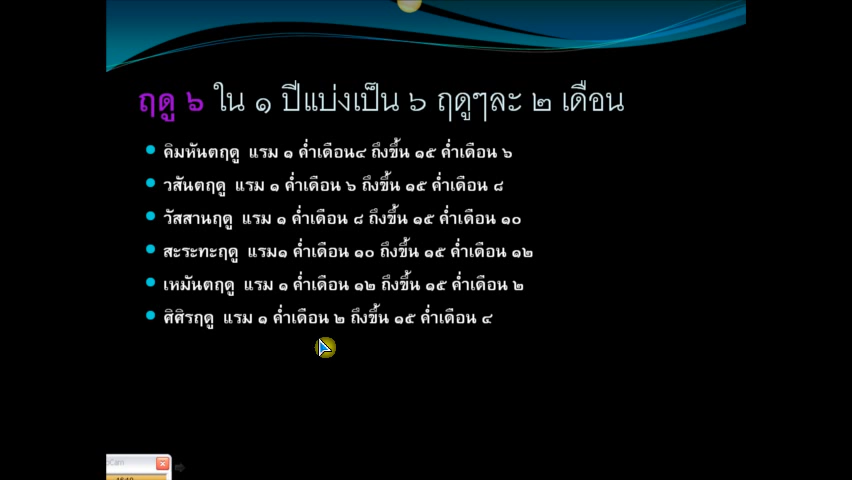 ฤดู ๖ ใน ๑ ปีแบ่งเป็น ๖ ฤดูๆละ ๒ เดือน
คิมหันตฤดู แรม ๑ ค่ำเดือน๔ ถึงขึ้น ๑๕ ค่ำเดือน ๖
วสันตฤดู แรม ๑ ค่ำเดือน ๖ ถึงขึ้น ๑๕ ค่ำเดือน ๘
วัสสานฤดู แรม ๑ ค่ำเดือน ๘ ถึงขึ้น ๑๕ ค่ำเดือน ๑๐
สะระทะฤดู แรม๑ ค่ำเดือน ๑๐ ถึงขึ้น ๑๕ ค่ำเดือน ๑๒
เหมันตฤดู แรม ๑ ค่ำเดือน ๑๒ ถึงขึ้น ๑๕ ค่ำเดือน ๒
ศิศิรฤดู แรม ๑ ค่ำเดือน ๒ ถึงขึ้น ๑๕ ค่ำเดือน ๔